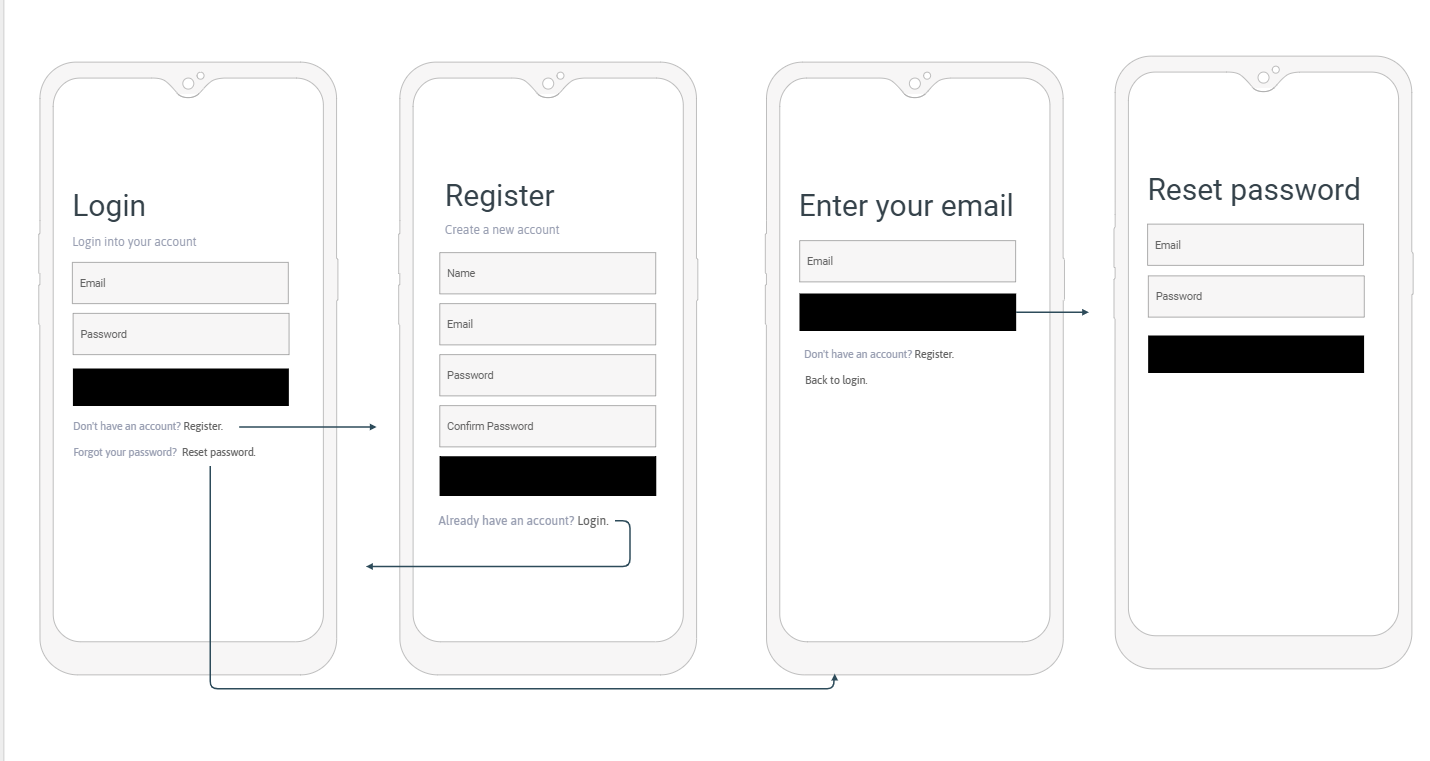 Login
Login into your account
Email
Password
Don't have an account? Register.
Forgot your password? Reset password.
Register
Create a new account
Name
Email
Password
Confirm Password
Already have an account? Login.
Enter your email
Email
Don't have an account? Register.
Back to login.
Reset password
Email
Password